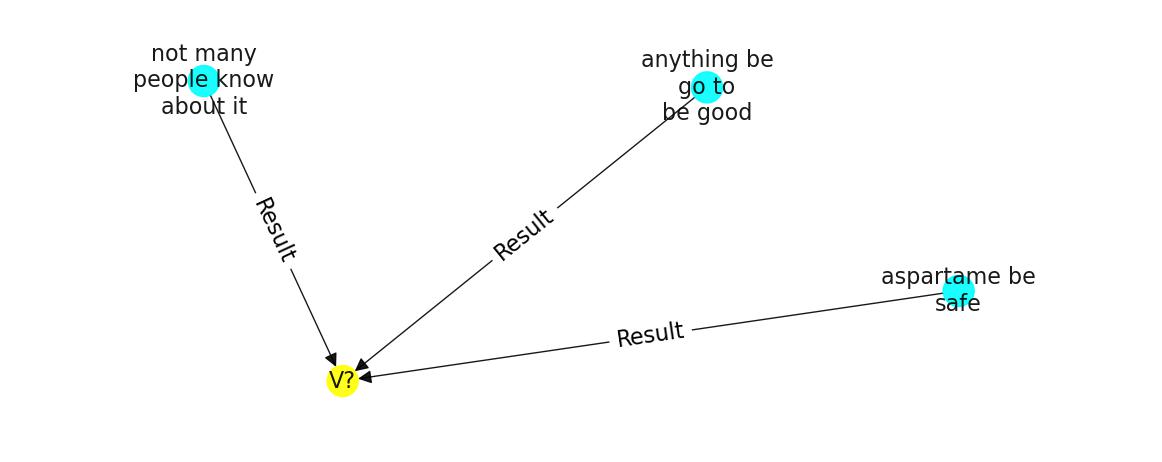 not many
people know
about it
anything be
go to
be good
Result
Result
aspartame be
safe
Result
V?